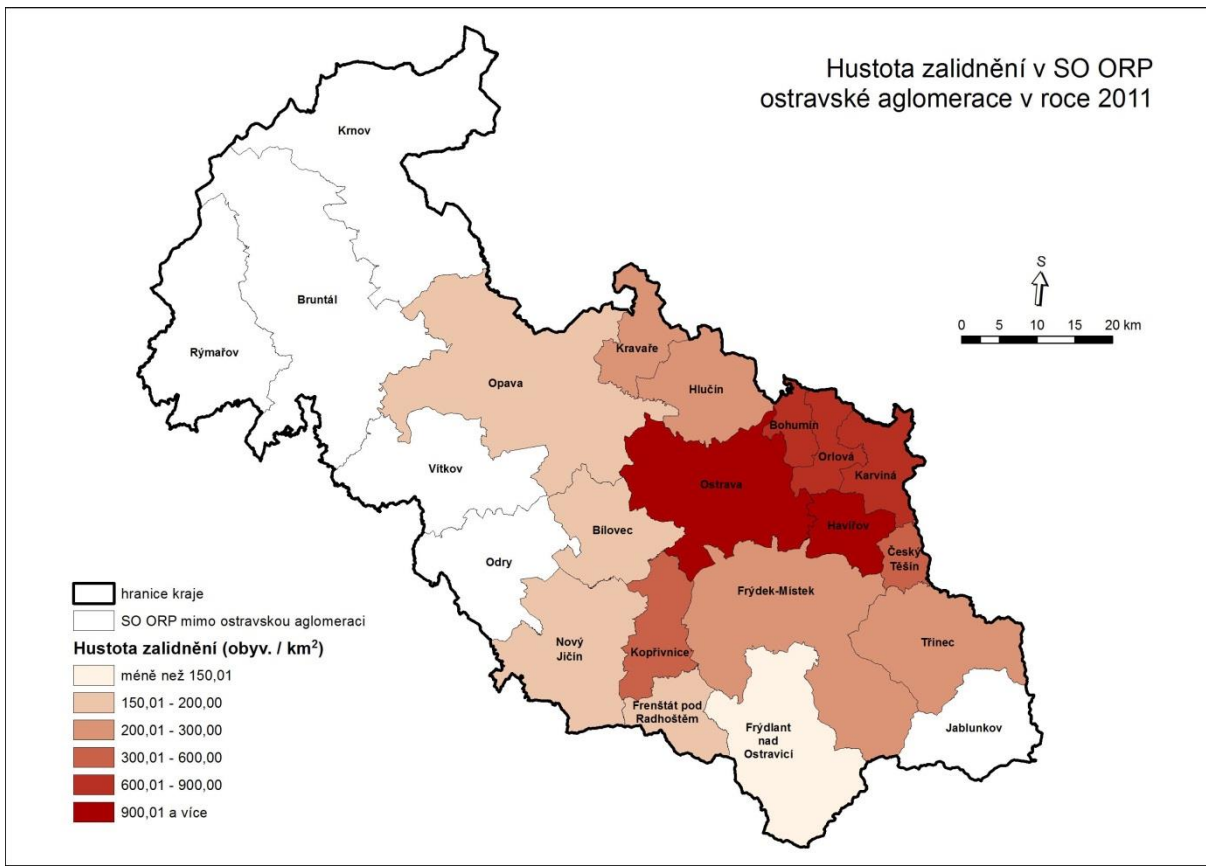 Hustota zalidnění v SO ORP
ostravské aglomerace v roce 2011
Krnov
S
Bruntál
0 5 10 15 20 km
Rýmařov
Kravaře
Opava
Hlučín
Bohumín
Orlová
Vítkov
Karviná
Ostrava
Havířov
Bílovec
Český
Těšín
Odry
Frýdek-Místek
hranice kraje
SO ORP mimo ostravskou aglomeraci
Nový
Jičín
Kopřivnice
Třinec
Hustota zalidnění (obyv. / km²)
méně než 150,01
150,01 - 200,00
200,01 - 300,00
300,01 - 600,00
600,01 - 900,00
900,01 a více
Frenštát pod
Radhoštěm
Frýdlant
nad
Ostravicí
Jablunkov